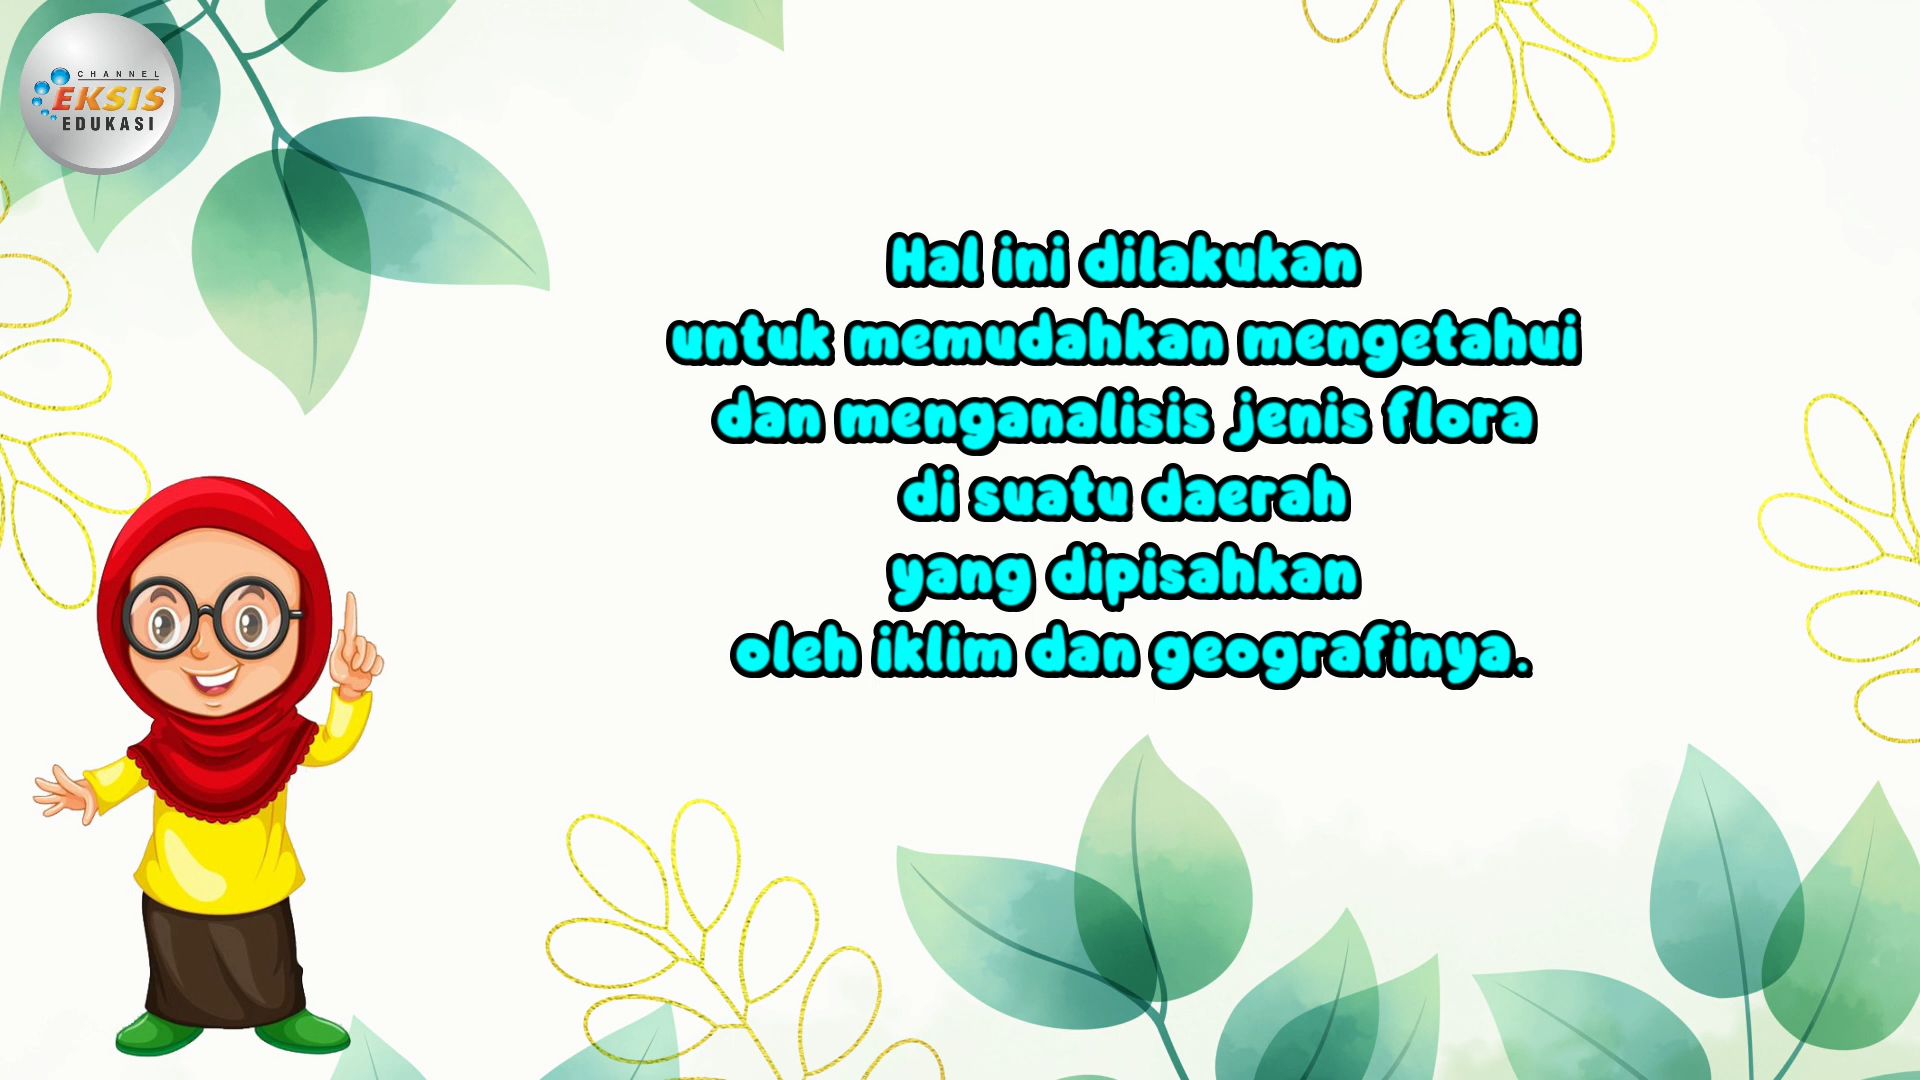 CHANNEL
EKSIS
EDUKASI
Hal ini dilakukan
untuk memudahkan mengetahui
dan menganalisis jenis flora
di suatu daerah
yang dipisahkan
oleh iklim dan geografinya.